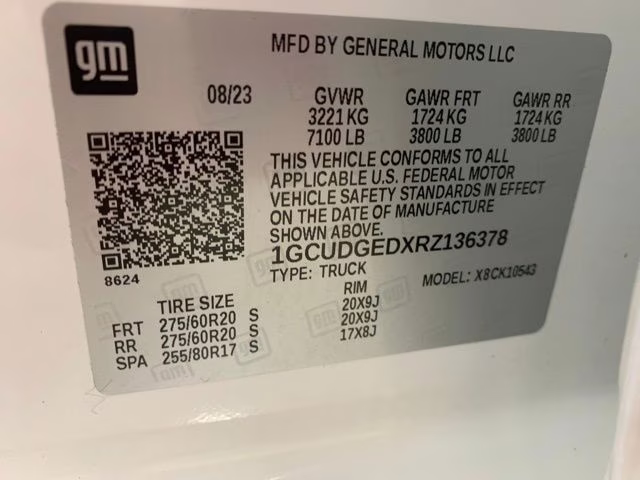 gm
MFD BY GENERAL MOTORS LLC
08/23 GVWR GAWR FRT GAWR RR
3221 KG 1724 KG 1724 KG
7100 LB 3800 LB 3800 LB
THIS VEHICLE CONFORMS TO ALL
APPLICABLE U.S. FEDERAL MOTOR
VEHICLE SAFETY STANDARDS IN EFFECT
ON THE DATE OF MANUFACTURE
SHOWN ABOVE.
1GCUDGEDXRZ136378
8624
TYPE: TRUCK MODEL: X8CK10543
TIRE SIZE RIM
FRT 275/60R20 S 20X9J
RR 275/60R20 S 20X9J
SPA 255/80R17 S 17X8J